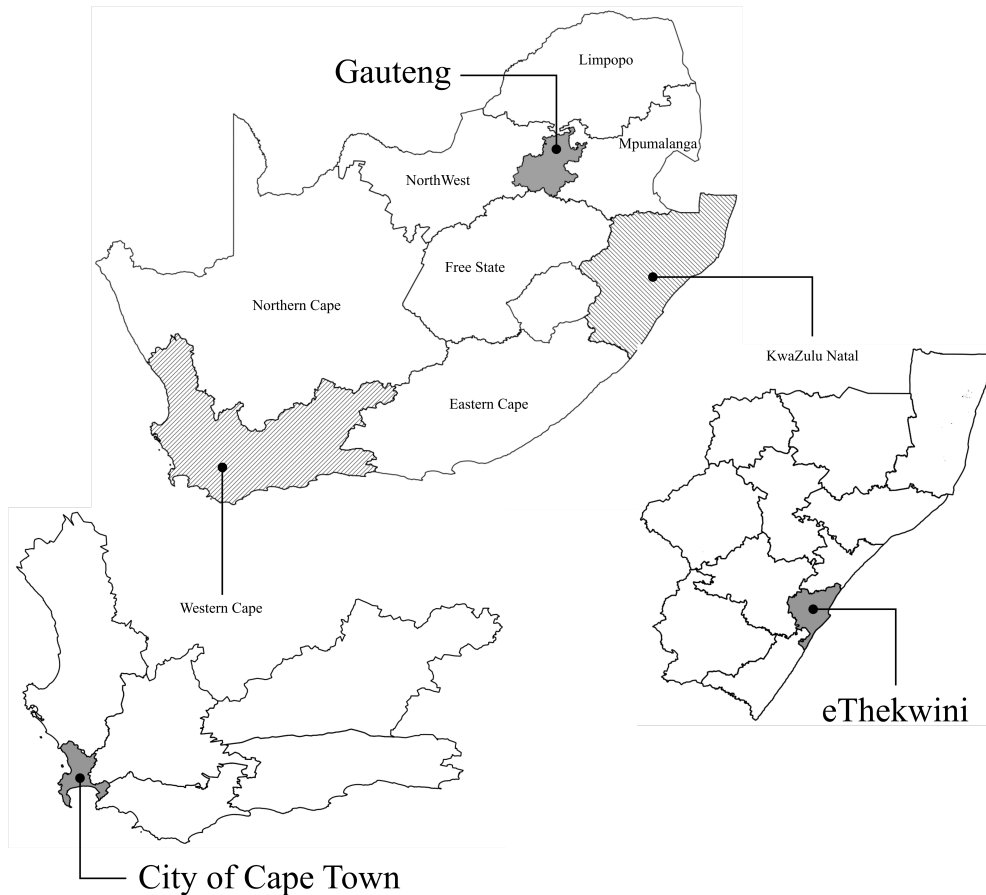 Limpopo
Gauteng
Mpumalanga
NorthWest
Free State
Northern Cape
KwaZulu Natal
Eastern Cape
Western Cape
eThekwini
City of Cape Town